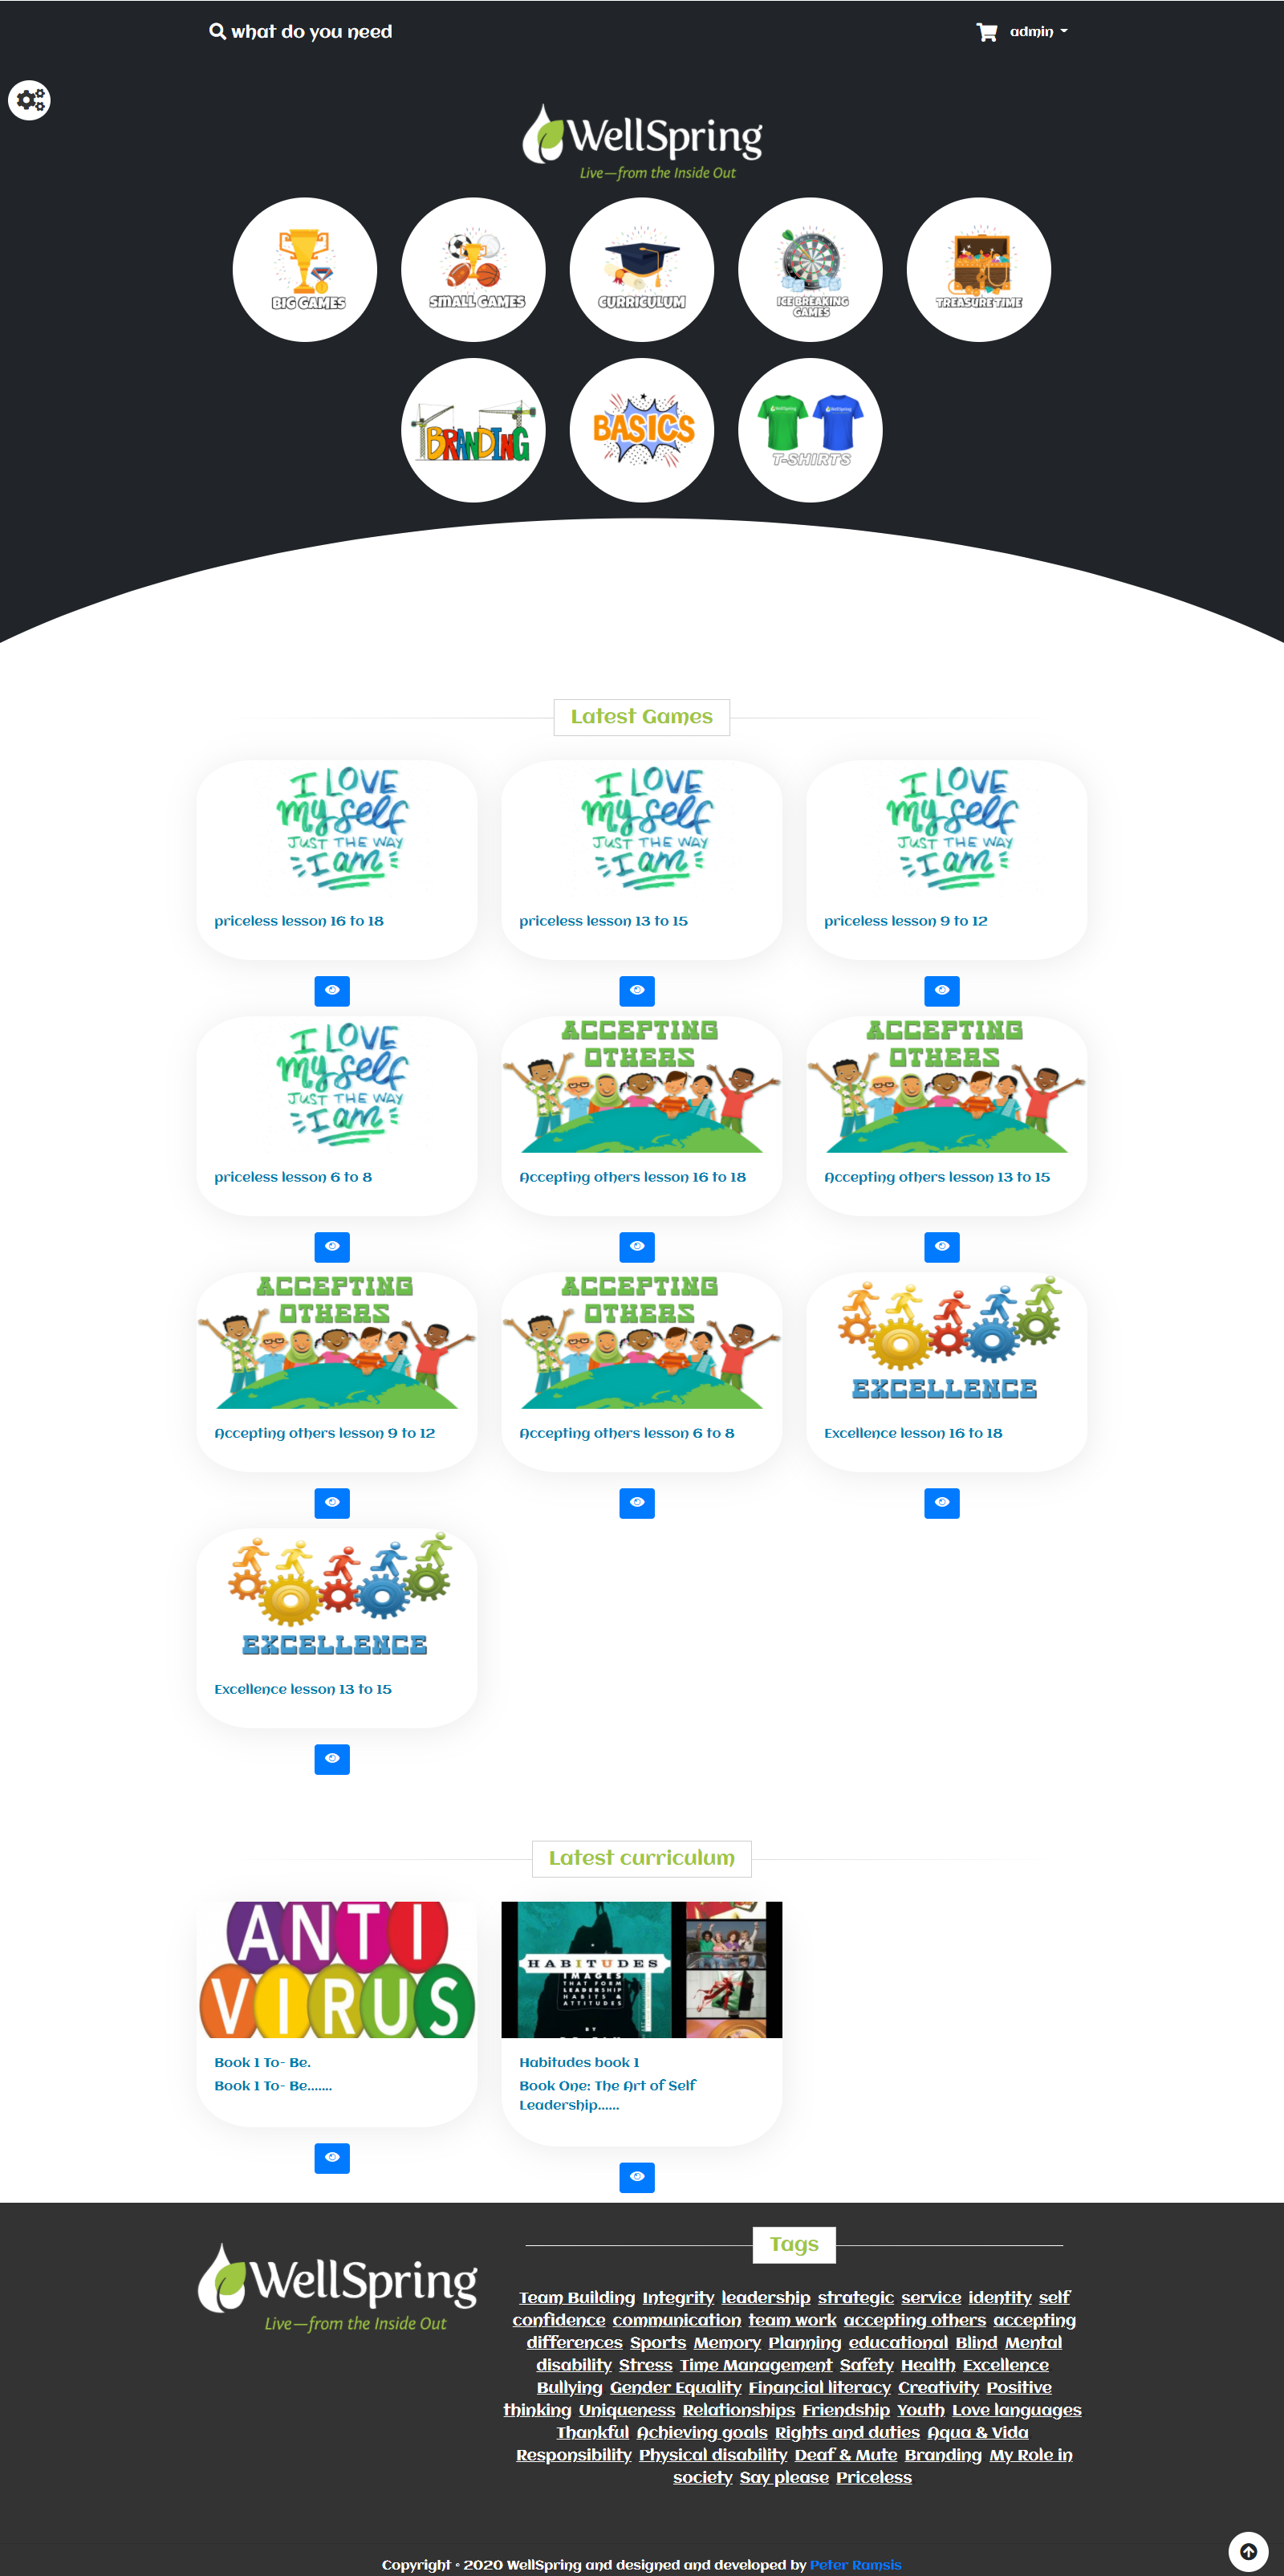 what do you need
admin
WellSpring
Live—from the Inside Out
BIG GAMES
SMALL GAMES
CURRICULUM
ICE BREAKING
GAMES
TREASURE TIME
BRANDING
BASICS
WellSpring
WellSpring
T-SHIRTS
Latest Games
I LOVE
myself
JUST THE WAY
I am
I LOVE
myself
JUST THE WAY
I am
I LOVE
myself
JUST THE WAY
I am
priceless lesson 16 to 18
priceless lesson 13 to 15
priceless lesson 9 to 12
I LOVE
myself
JUST THE WAY
I am
ACCEPTING
OTHERS
ACCEPTING
OTHERS
priceless lesson 6 to 8
Accepting others lesson 16 to 18
Accepting others lesson 13 to 15
ACCEPTING
OTHERS
ACCEPTING
OTHERS
EXCELLENCE
Accepting others lesson 9 to 12
Accepting others lesson 6 to 8
Excellence lesson 16 to 18
EXCELLENCE
Excellence lesson 13 to 15
Latest curriculum
ANTI
VIRUS
HABITUDES
IMAGES
THAT FORM
LEADERSHIP
HABITS &
ATTITUDES
BY
Book 1 To- Be.
Book 1 To- Be.......
Habitudes book 1
Book One: The Art of Self
Leadership......
WellSpring
Live—from the Inside Out
Tags
Team Building Integrity leadership strategic service identity self
confidence communication team work accepting others accepting
differences Sports Memory Planning educational Blind Mental
disability Stress Time Management Safety Health Excellence
Bullying Gender Equality Financial literacy Creativity Positive
thinking Uniqueness Relationships Friendship Youth Love languages
Thankful Achieving goals Rights and duties Aqua & Vida
Responsibility Physical disability Deaf & Mute Branding My Role in
society Say please Priceless
Copyright © 2020 WellSpring and designed and developed by Peter Ramsis